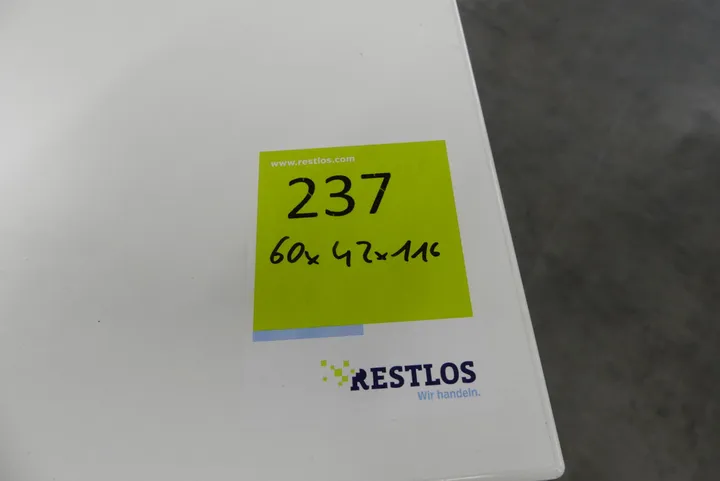 www.restlos.com
237
60x42x116
RESTLOS
Wir handeln.